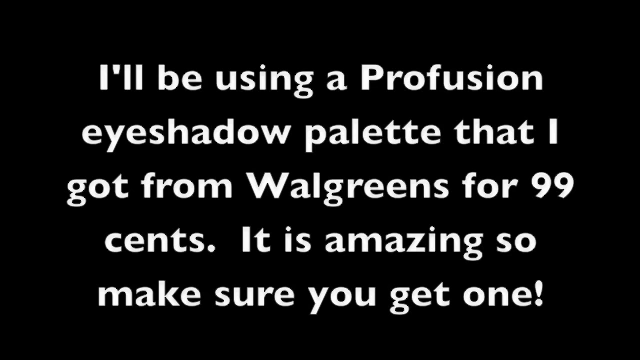 I'll be using a Profusion
eyeshadow palette that I
got from Walgreens for 99
cents.  It is amazing so
make sure you get one!